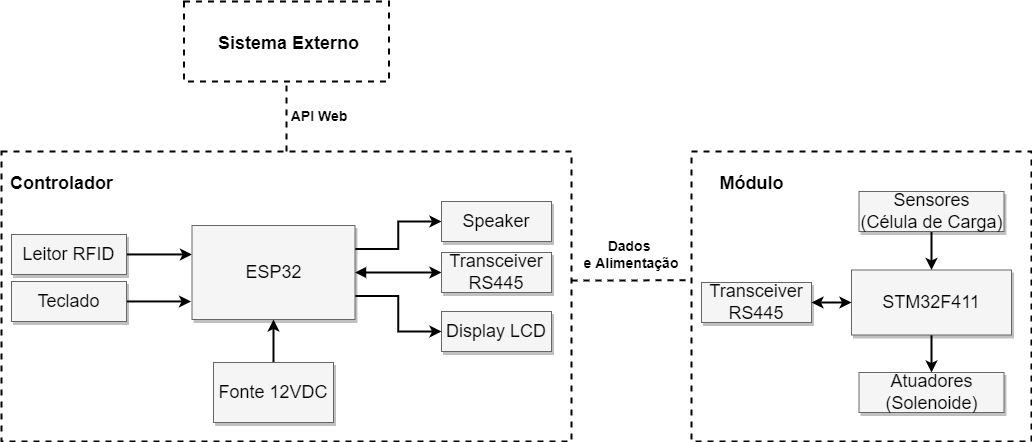 Sistema Externo
API Web
Controlador
Leitor RFID
Teclado
ESP32
Fonte 12VDC
Speaker
Transceiver
RS445
Display LCD
Dados
e Alimentação
Módulo
Sensores
(Célula de Carga)
Transceiver
RS445
STM32F411
Atuadores
(Solenoide)